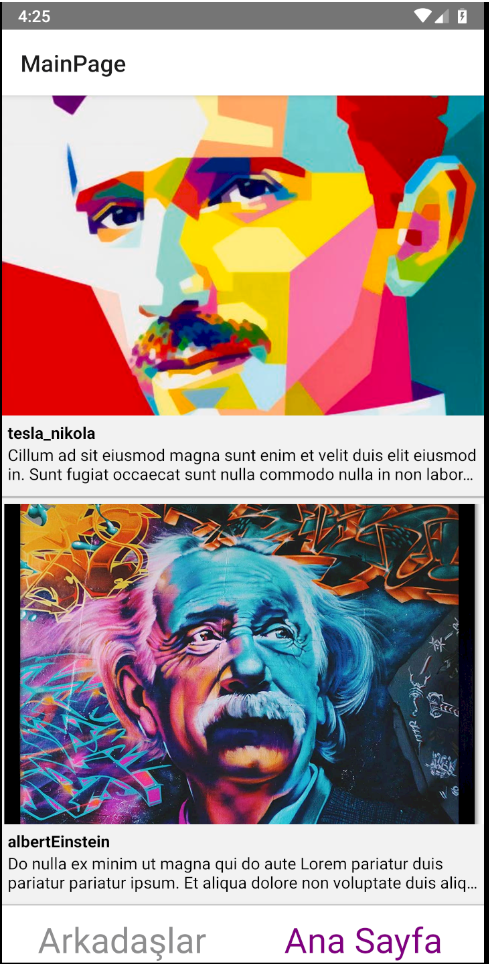 4:25
MainPage
tesla_nikola
Cillum ad sit eiusmod magna sunt enim et velit duis elit eiusmod
in. Sunt fugiat occaecat sunt nulla commodo nulla in non labor...
albertEinstein
Do nulla ex minim ut magna qui do aute Lorem pariatur duis
pariatur pariatur ipsum. Et aliqua dolore non voluptate duis aliq...
Arkadaşlar Ana Sayfa